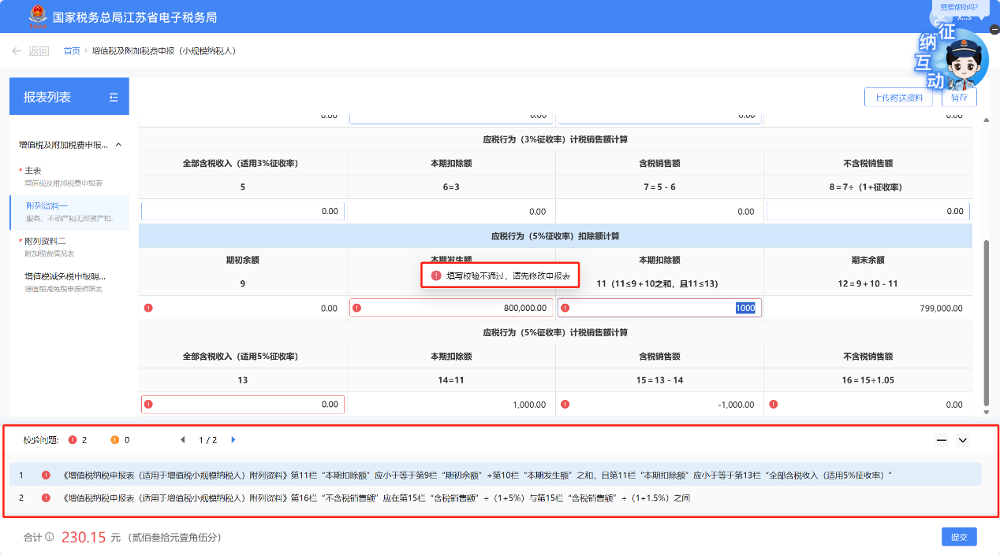 国家税务总局江苏省电子税务局
需要帮助吗?
征
纳
互
动
返回
首页 > 增值税及附加税费申报（小规模纳税人）
报表列表
上传附送资料
暂存
增值税及附加税费申报...
* 主表
增值税及附加税费申报表
附列资料一
服务、不动产和无形资产扣.
* 附列资料二
附加税费情况表
增值税减免税申报明...
增值税减免税申报明细表
0.00 0.00 0.00 0.00
应税行为（3%征收率）计税销售额计算
全部含税收入（适用3%征收率） 本期扣除额 含税销售额 不含税销售额
5 6=3 7=5-6 8=7÷（1+征收率）
0.00 0.00 0.00 0.00
应税行为（5%征收率）扣除额计算
期初余额 本期发生额 本期扣除额 期末余额
填写校验不通过，请先修改申报表
9 11（11≤9＋10之和，且11≤13） 12=9＋10-11
0.00 800,000.00 1000 799,000.00
应税行为（5%征收率）计税销售额计算
全部含税收入（适用5%征收率） 本期扣除额 含税销售额 不含税销售额
13 14=11 15=13-14 16=15÷1.05
0.00 1,000.00 -1,000.00 0.00
校验问题: 2 0 1 / 2
1 《增值税纳税申报表（适用于增值税小规模纳税人）附列资料》第11栏“本期扣除额”应小于等于第9栏“期初余额”+第10栏“本期发生额”之和，且第11栏“本期扣除额”应小于等于第13栏“全部含税收入（适用5%征收率）”
2 《增值税纳税申报表（适用于增值税小规模纳税人）附列资料》第16栏“不含税销售额”应在第15栏“含税销售额”÷（1+5%）与第15栏“含税销售额”÷（1+1.5%）之间
合计 230.15 元 （贰佰叁拾元壹角伍分）
提交